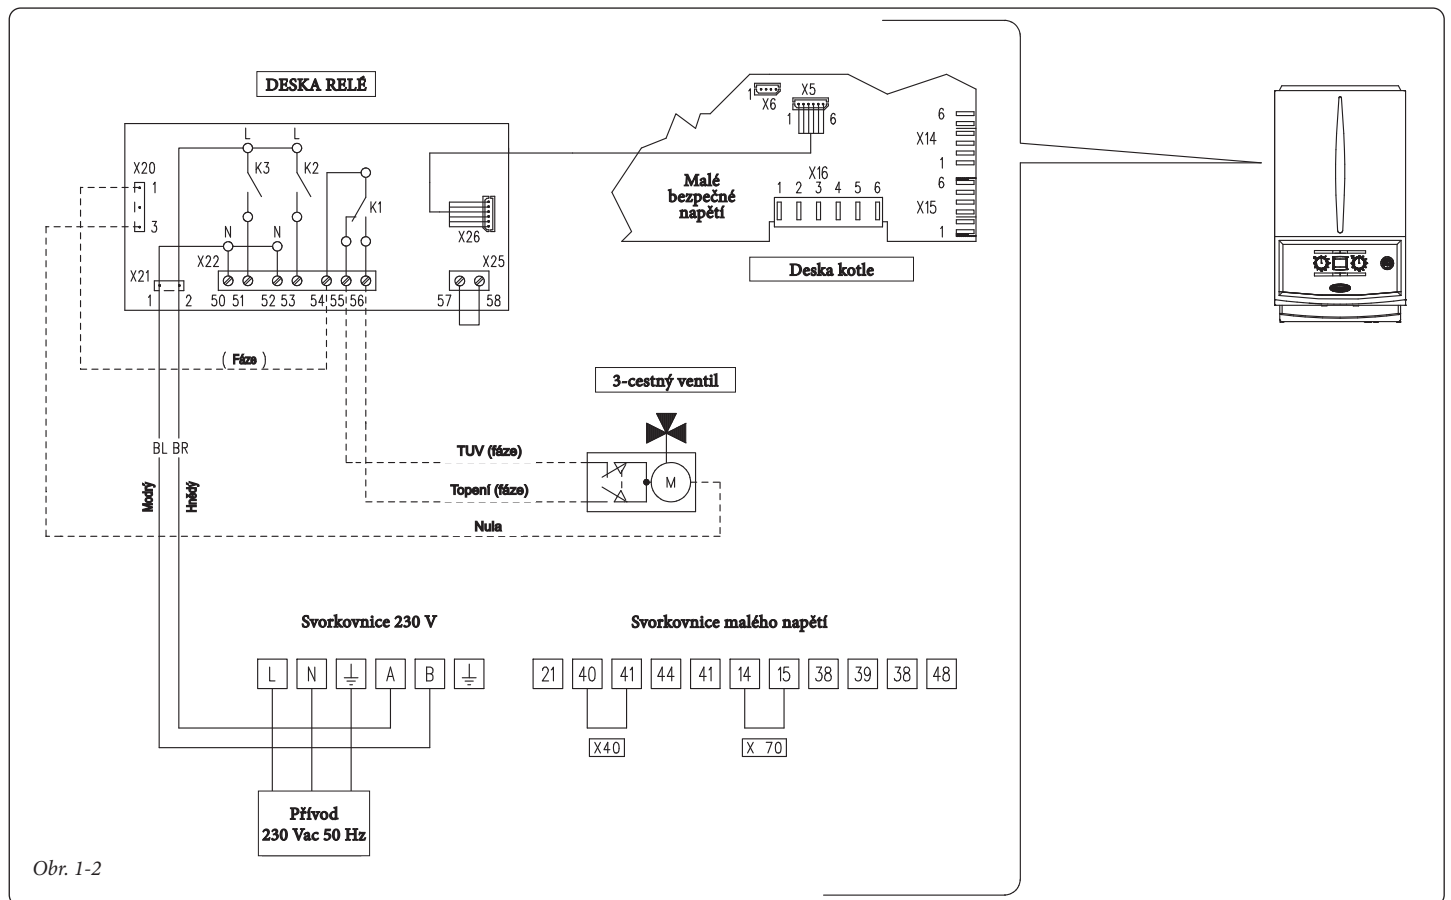 DESKA RELÉ
L L
X20
K3 K2
1
K1
3
N N
X22
X21
X26
X25
1 2 50 51 52 53 54 55 56 57 58
( Fáze )
X5
1 X6
1 6
6
X14
1
Malé
bezpečné
napětí
X16
1 2 3 4 5 6
6
X15
1
Deska kotle
3-cestný ventil
BL BR
Modrý
Hnědý
TUV (fáze)
Topení (fáze)
M
Nula
Svorkovnice 230 V
L N A B
Svorkovnice malého napětí
21 40 41 44 41 14 15 38 39 38 48
X40 X 70
Přívod
230 Vac 50 Hz
Obr. 1-2